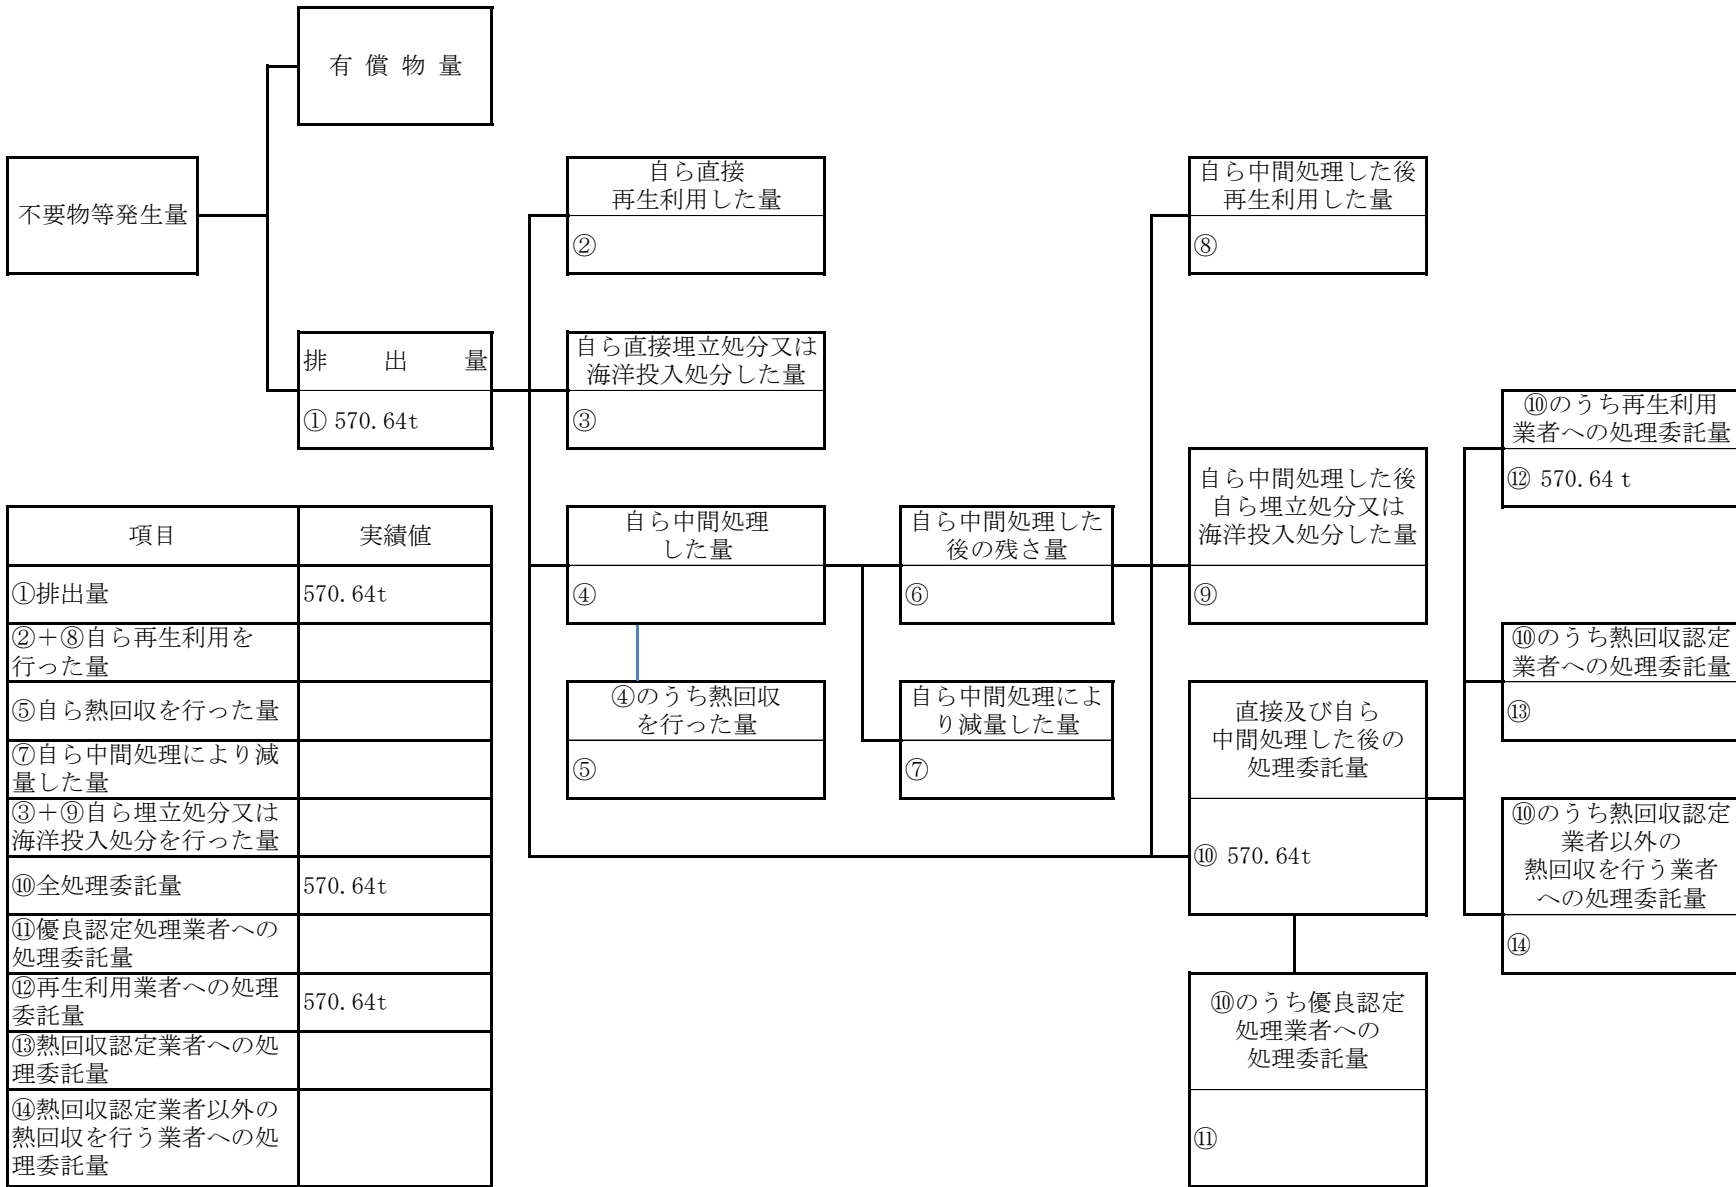 有償物量
不要物等発生量
排出量
① 570.64t
自ら直接
再生利用した量
②
自ら直接埋立処分又は
海洋投入処分した量
③
自ら中間処理
した量
④
④のうち熱回収
を行った量
⑤
自ら中間処理した
後の残さ量
⑥
自ら中間処理によ
り減量した量
⑦
自ら中間処理した後
再生利用した量
⑧
自ら中間処理した後
自ら埋立処分又は
海洋投入処分した量
⑨
直接及び自ら
中間処理した後の
処理委託量
⑩ 570.64t
⑩のうち優良認定
処理業者への
処理委託量
⑪
⑩のうち再生利用
業者への処理委託量
⑫ 570.64 t
⑩のうち熱回収認定
業者への処理委託量
⑬
⑩のうち熱回収認定
業者以外の
熱回収を行う業者
への処理委託量
⑭
項目 実績値
①排出量 570.64t
②+⑧自ら再生利用を
行った量
⑤自ら熱回収を行った量
⑦自ら中間処理により減
量した量
③+⑨自ら埋立処分又は
海洋投入処分を行った量
⑩全処理委託量 570.64t
⑪優良認定処理業者への
処理委託量
⑫再生利用業者への処理
委託量 570.64t
⑬熱回収認定業者への処
理委託量
⑭熱回収認定業者以外の
熱回収を行う業者への処
理委託量